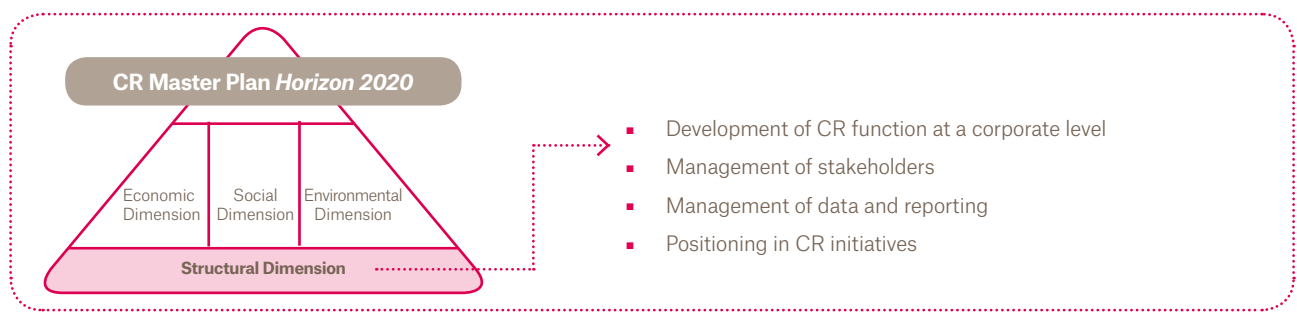 CR Master Plan Horizon 2020
Economic
Dimension
Social
Dimension
Environmental
Dimension
Structural Dimension
▪ Development of CR function at a corporate level
▪ Management of stakeholders
▪ Management of data and reporting
▪ Positioning in CR initiatives